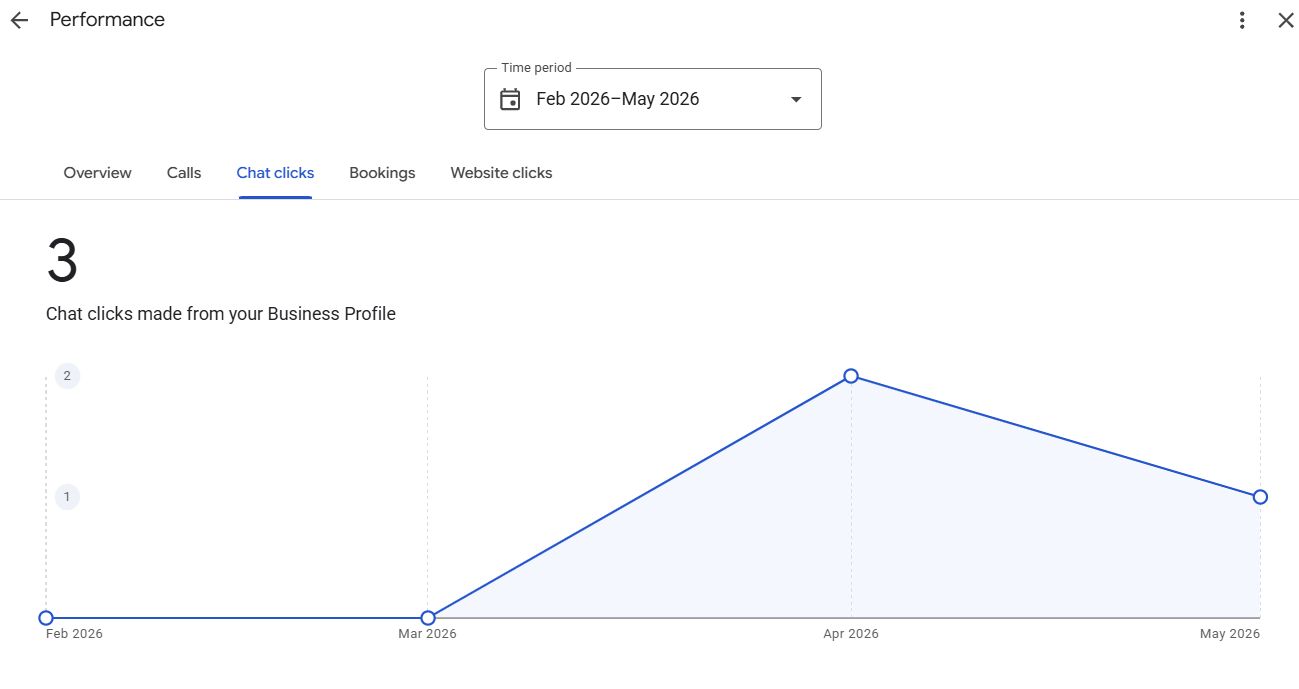 Performance
Time period
Feb 2026–May 2026
Overview Calls Chat clicks Bookings Website clicks
3
Chat clicks made from your Business Profile
2
1
Feb 2026 Mar 2026 Apr 2026 May 2026